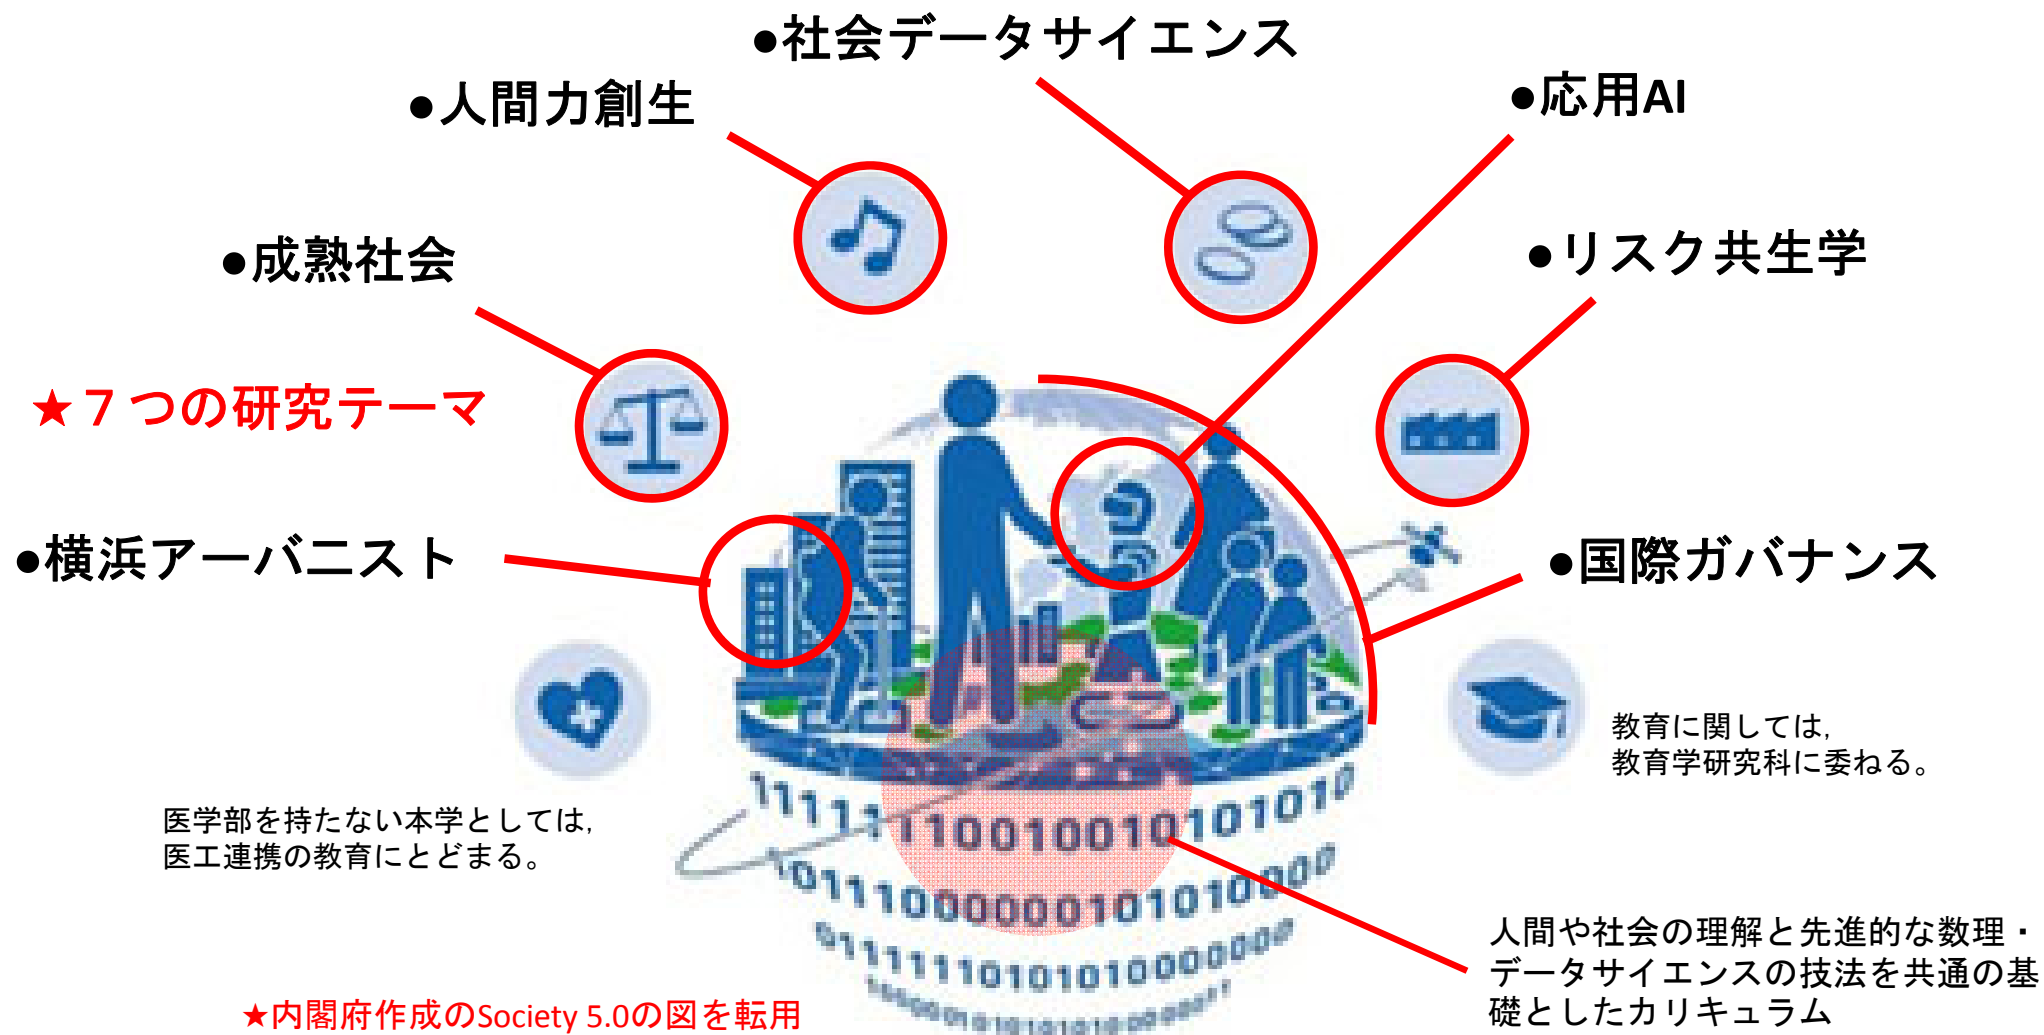 ●社会データサイエンス
●人間力創生
●応用AI
●成熟社会
●リスク共生学
★７つの研究テーマ
●横浜アーバニスト
●国際ガバナンス
教育に関しては,
教育学研究科に委ねる。
医学部を持たない本学としては,
医工連携の教育にとどまる。
人間や社会の理解と先進的な数理・
データサイエンスの技法を共通の基
礎としたカリキュラム
★内閣府作成のSociety 5.0の図を転用